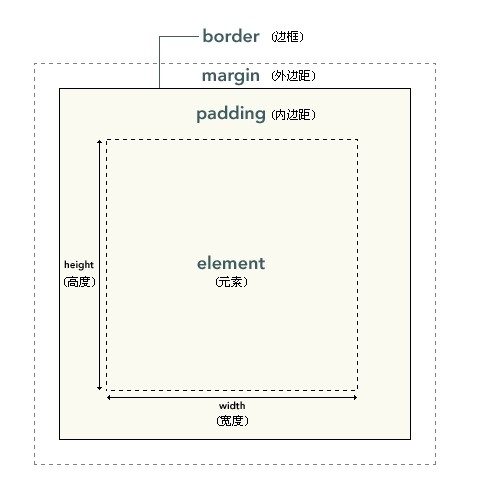 border (边框)
margin (外边距)
padding (内边距)
height
(高度)
element
(元素)
width
(宽度)